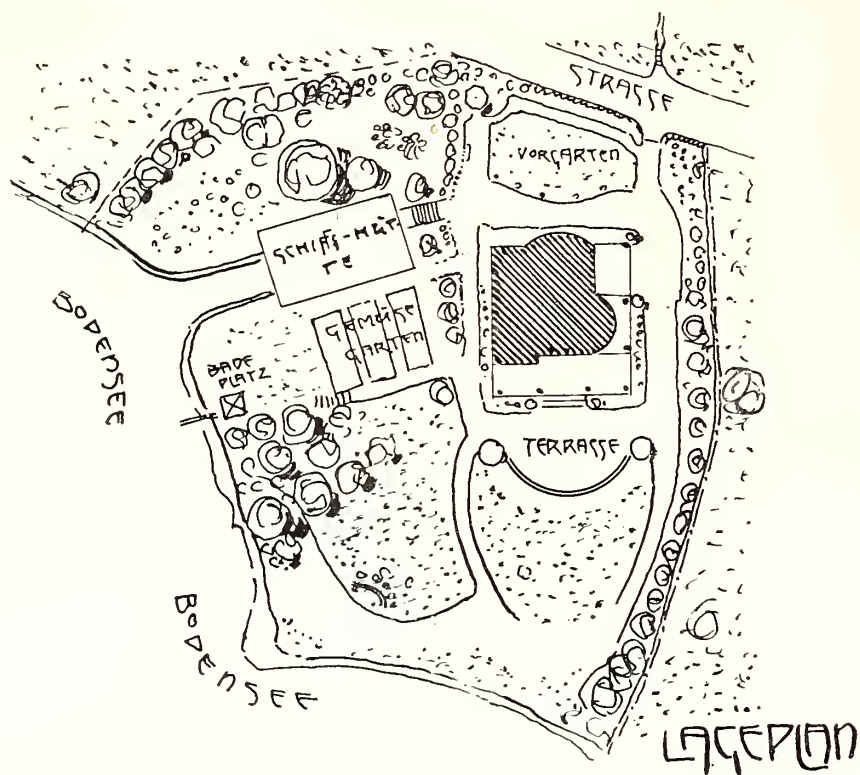 STRASSE
VORGARTEN
SCHIFFS-HÜT-
TE
BODENSEE
GEMÜSE
GARTEN
BADE
PLATZ
TERRASSE
BODENSEE
LAGEPLAN